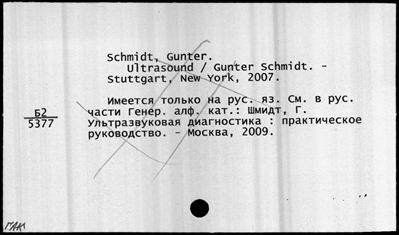 Schmidt, Gunter.
Ultrasound / Gunter Schmidt. -
Stuttgart, New York, 2007.
Имеется только на рус. яз. См. в рус.
части Генер. алф. кат.: Шмидт, Г.
Ультразвуковая диагностика : практическое
руководство. - Москва, 2009.
Б2
5377